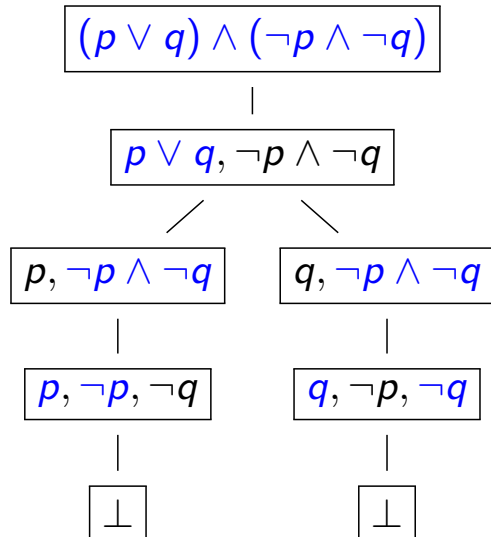 (p ∨ q) ∧ (¬p ∧ ¬q)
p ∨ q, ¬p ∧ ¬q
p, ¬p ∧ ¬q
q, ¬p ∧ ¬q
p, ¬p, ¬q
q, ¬p, ¬q
⊥
⊥